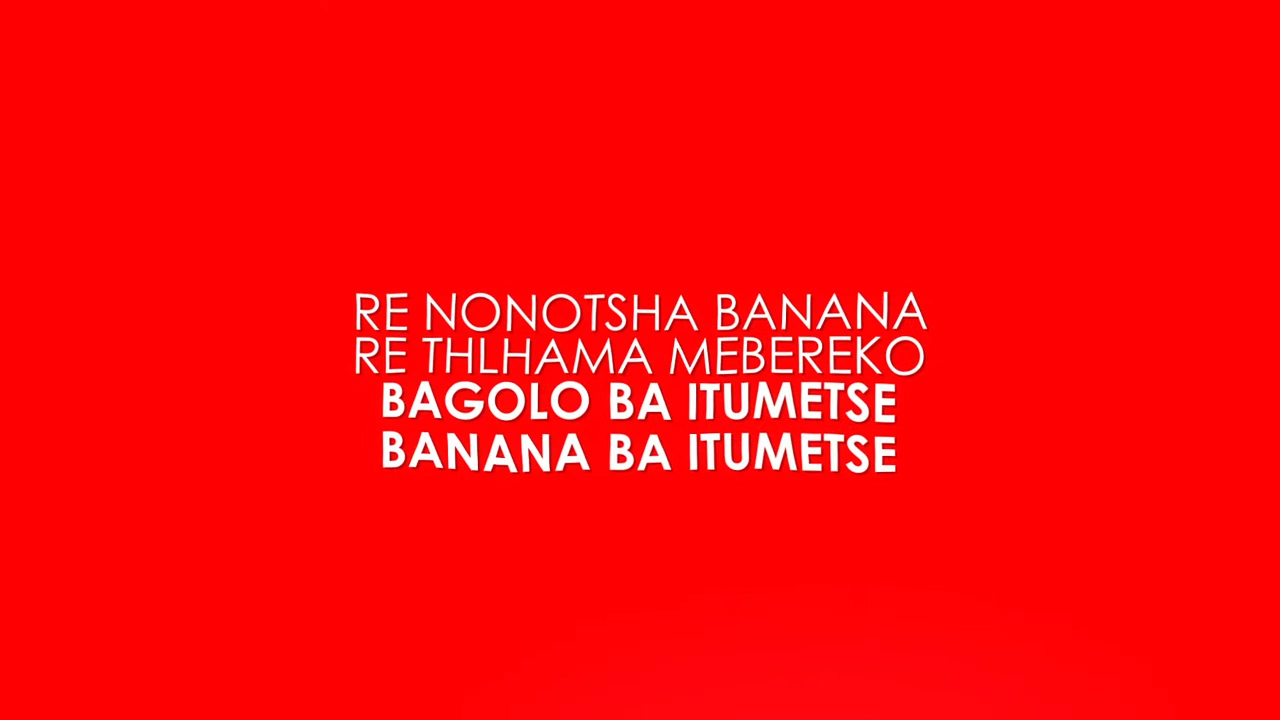 RE NONOTSHA BANANA
RE THLHAMA MEBEREKO
BAGOLO BA ITUMETSE
BANANA BA ITUMETSE